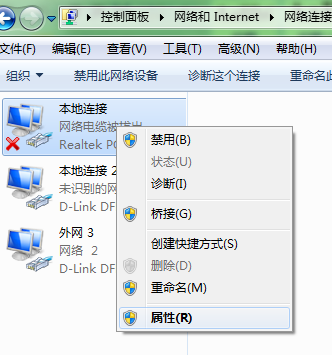 控制面板 ▸ 网络和 Internet ▸ 网络连接
文件(F) 编辑(E) 查看(V) 工具(T) 高级(N) 帮助(H)
组织 禁用此网络设备 诊断这个连接 重命名此
本地连接
网络电缆被拔出
Realtek PC
本地连接 2
未识别的网
D-Link DF
外网 3
网络 2
D-Link DF
禁用(B)
状态(U)
诊断(I)
桥接(G)
创建快捷方式(S)
删除(D)
重命名(M)
属性(R)